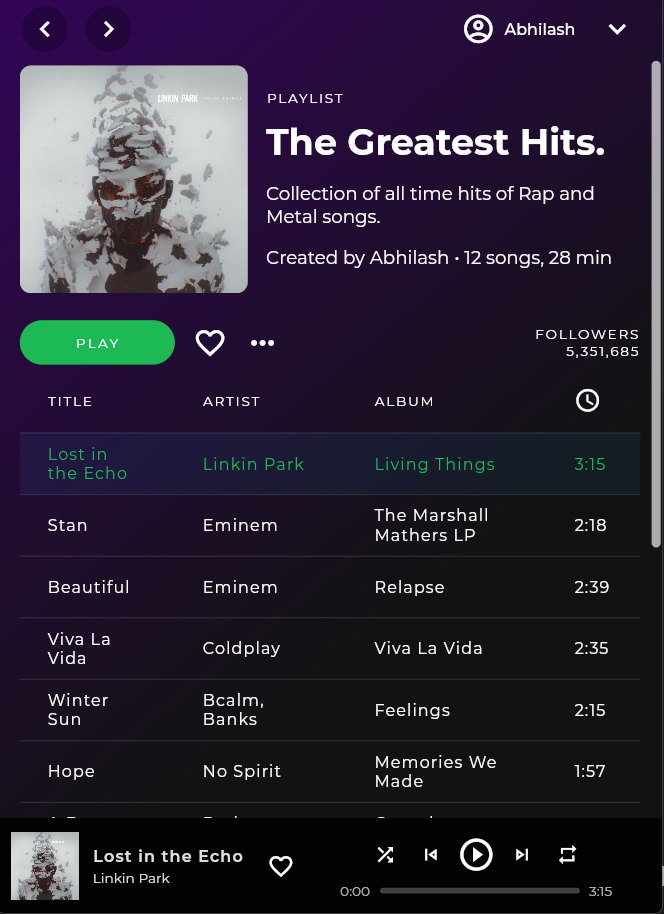 Abhilash
LINKIN PARK
PLAYLIST
The Greatest Hits.
Collection of all time hits of Rap and
Metal songs.
Created by Abhilash • 12 songs, 28 min
PLAY
FOLLOWERS
5,351,685
TITLE ARTIST ALBUM
Lost in
the Echo
Linkin Park
Living Things
3:15
Stan
Eminem
The Marshall
Mathers LP
2:18
Beautiful
Eminem
Relapse
2:39
Viva La
Vida
Coldplay
Viva La Vida
2:35
Winter
Sun
Bcalm,
Banks
Feelings
2:15
Hope
No Spirit
Memories We
Made
1:57
Lost in the Echo
Linkin Park
0:00
3:15